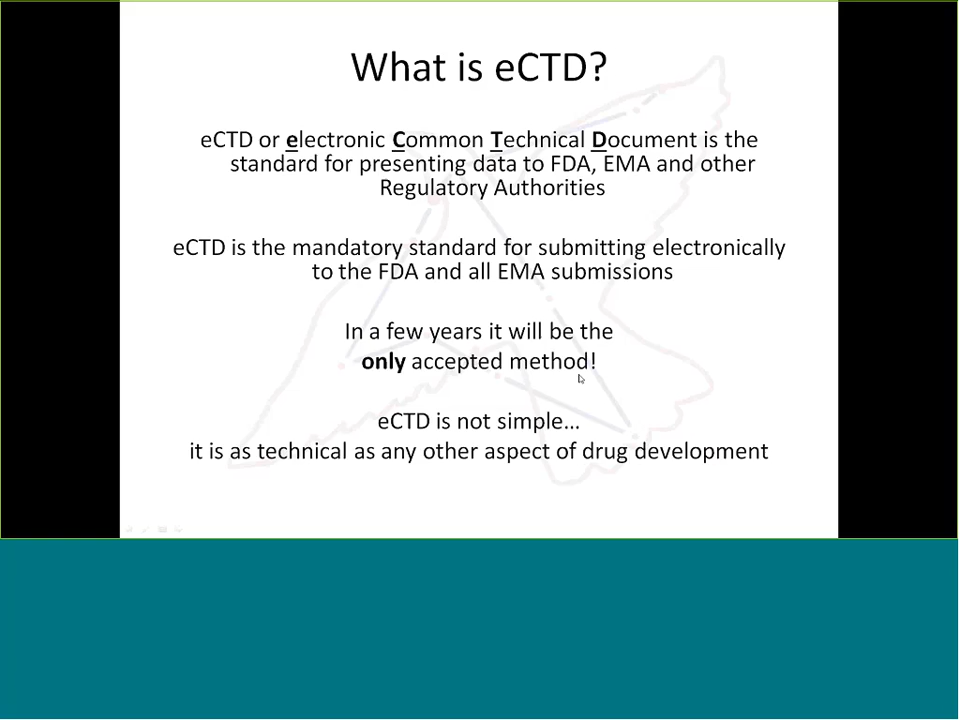 What is eCTD?
eCTD or electronic Common Technical Document is the
standard for presenting data to FDA, EMA and other
Regulatory Authorities
eCTD is the mandatory standard for submitting electronically
to the FDA and all EMA submissions
In a few years it will be the
only accepted method!
eCTD is not simple…
it is as technical as any other aspect of drug development